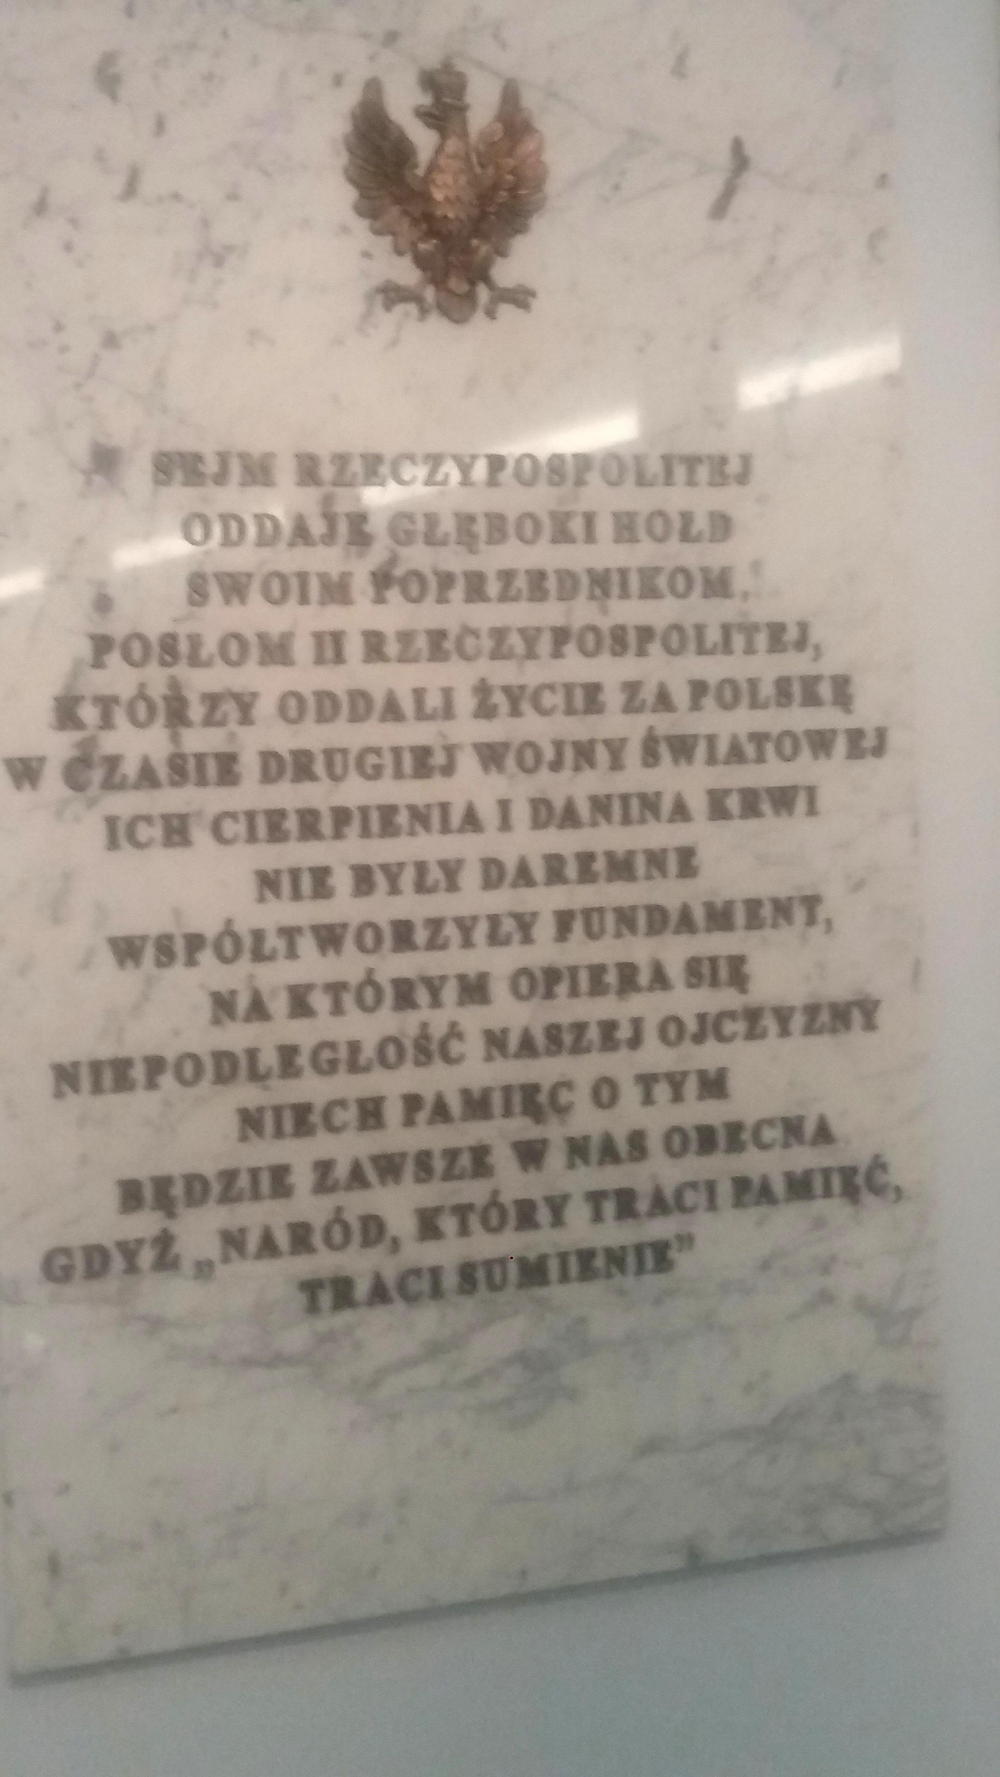 SEJM RZECZYPOSPOLITEJ
ODDAJE GŁĘBOKI HOŁD
SWOIM POPRZEDNIKOM,
POSŁOM II RZECZYPOSPOLITEJ,
KTÓRZY ODDALI ŻYCIE ZA POLSKĘ
W CZASIE DRUGIEJ WOJNY ŚWIATOWEJ
ICH CIERPIENIA I DANINA KRWI
NIE BYŁY DAREMNE
WSPÓŁTWORZYŁY FUNDAMENT,
NA KTÓRYM OPIERA SIĘ
NIEPODLEGŁOŚĆ NASZEJ OJCZYZNY
NIECH PAMIĘĆ O TYM
BĘDZIE ZAWSZE W NAS OBECNA
GDYŻ „NARÓD, KTÓRY TRACI PAMIĘĆ,
TRACI SUMIENIE”